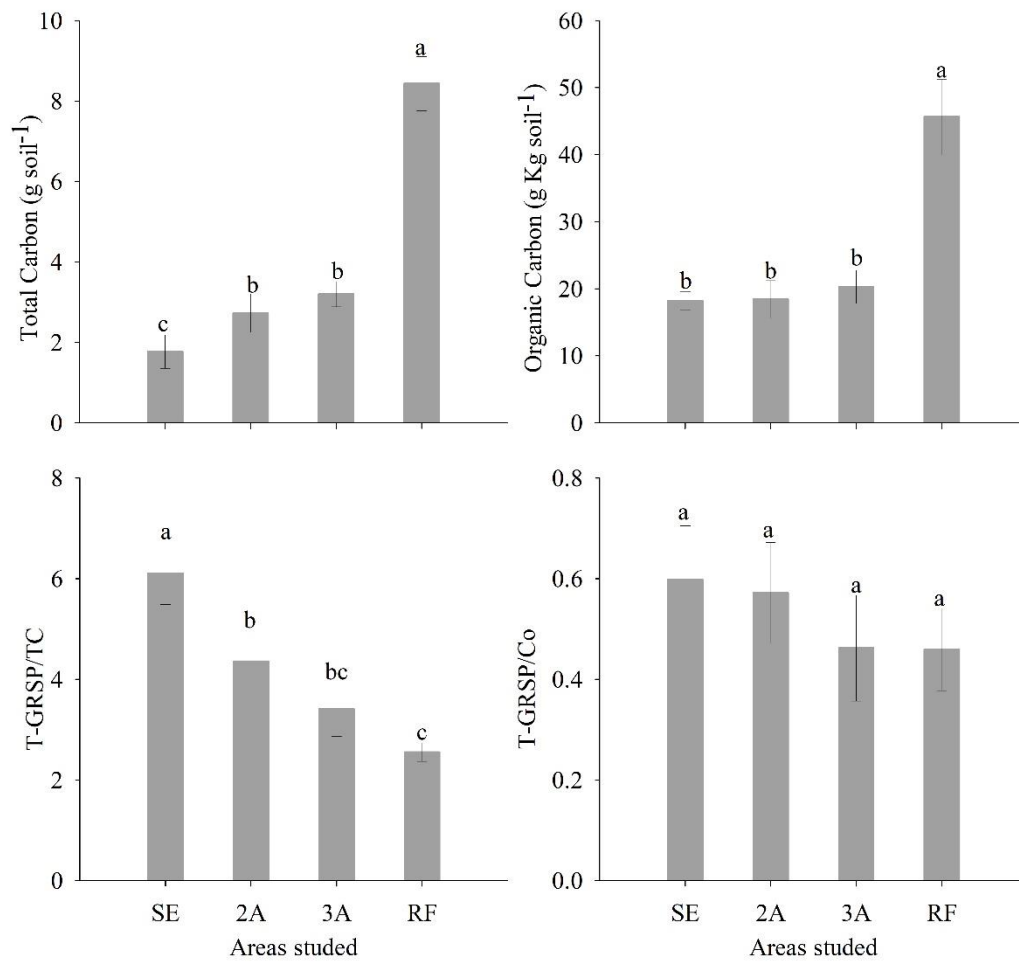 Total Carbon (g soil-1)
10
8
6
4
2
0
c
b
b
a
Organic Carbon (g Kg soil-1)
60
50
40
30
20
10
0
b
b
b
a
T-GRSP/TC
8
6
4
2
0
a
b
bc
c
SE 2A 3A RF
Areas studed
T-GRSP/Co
0.8
0.6
0.4
0.2
0.0
a
a
a
a
SE 2A 3A RF
Areas studed